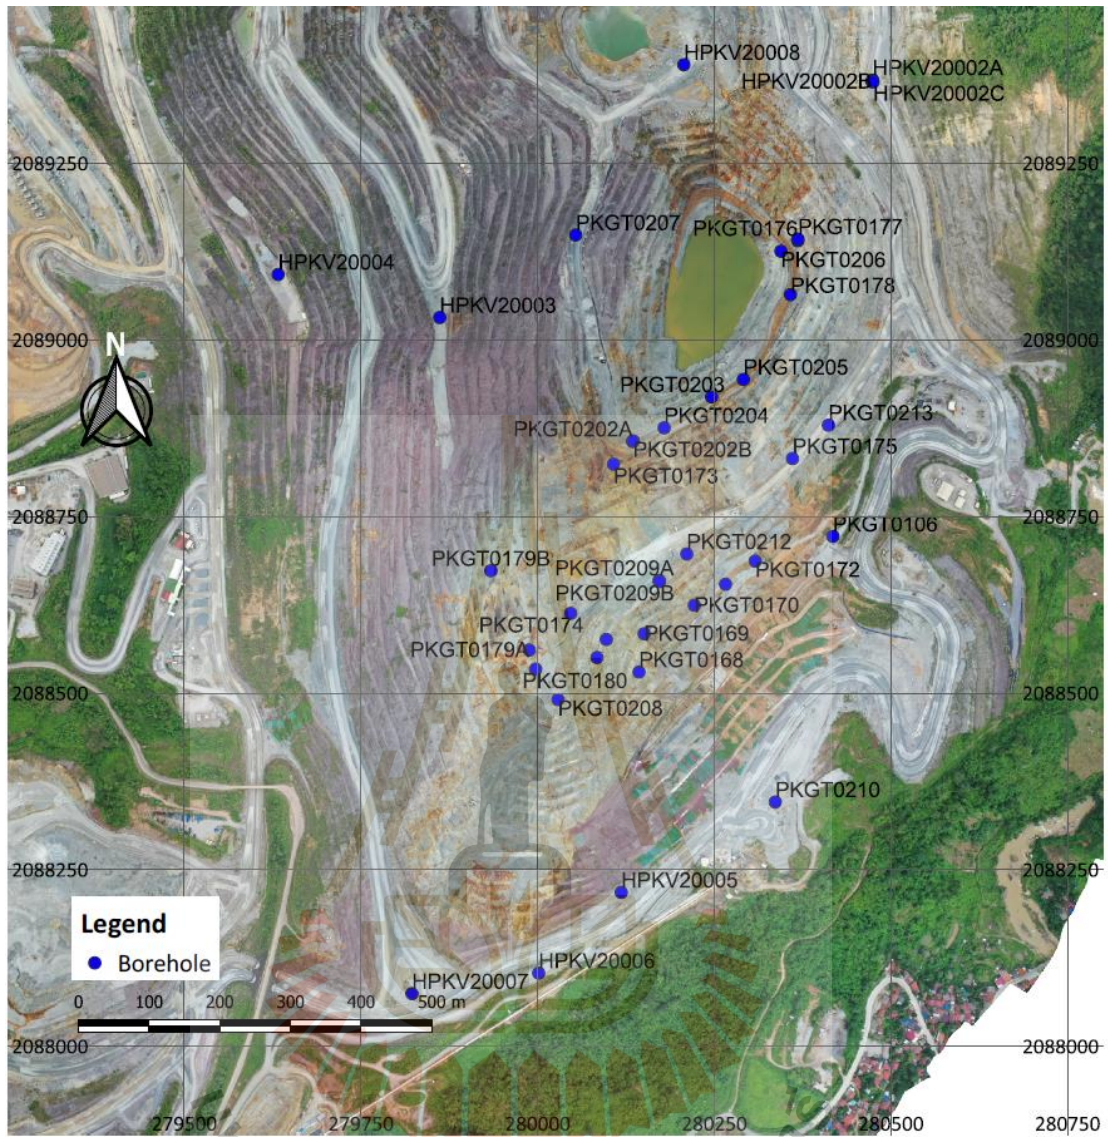 HPKV20008
HPKV20002A
HPKV20002B
HPKV20002C
2089250
2089250
PKGT0207
PKGT0176
PKGT0177
PKGT0206
HPKV20004
PKGT0178
HPKV20003
N
2089000
2089000
PKGT0205
PKGT0203
PKGT0204
PKGT0213
PKGT0202A
PKGT0202B
PKGT0175
PKGT0173
2088750
2088750
PKGT0106
PKGT0212
PKGT0179B
PKGT0209A
PKGT0172
PKGT0209B
PKGT0170
PKGT0174
PKGT0169
PKGT0179A
PKGT0168
PKGT0180
2088500
2088500
PKGT0208
PKGT0210
2088250
2088250
HPKV20005
Legend
Borehole
HPKV20006
HPKV20007
0 100 200 300 400 500 m
2088000
2088000
279500 279750 280000 280250 280500 280750